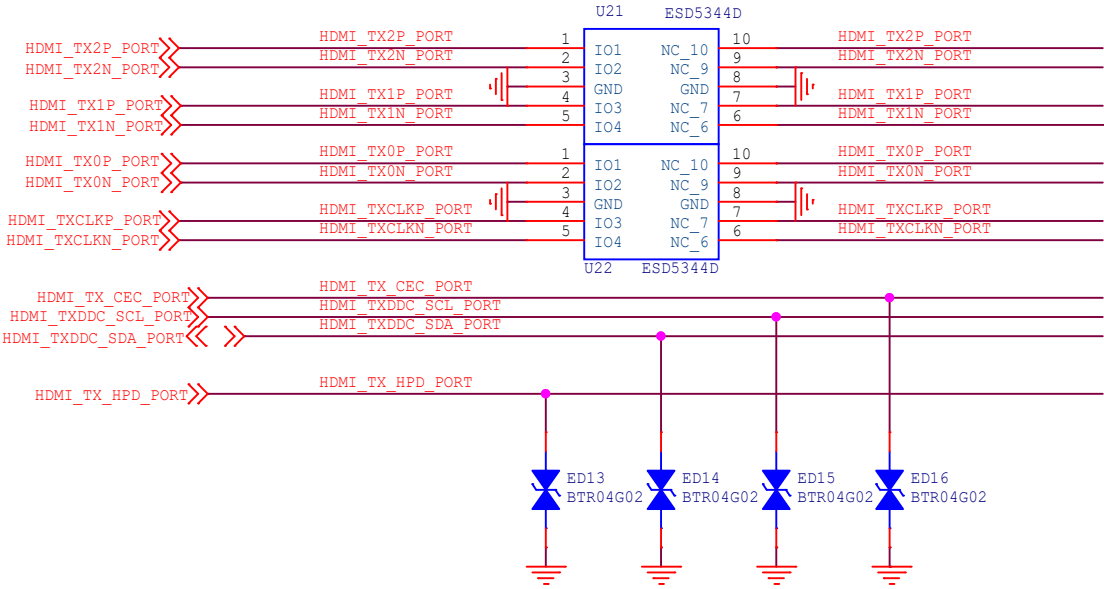 U21 ESD5344D
HDMI_TX2P_PORT HDMI_TX2P_PORT 1 IO1 NC_10 10 HDMI_TX2P_PORT
HDMI_TX2N_PORT HDMI_TX2N_PORT 2 IO2 NC_9 9 HDMI_TX2N_PORT
3 GND GND 8
HDMI_TX1P_PORT HDMI_TX1P_PORT 4 IO3 NC_7 7 HDMI_TX1P_PORT
HDMI_TX1N_PORT HDMI_TX1N_PORT 5 IO4 NC_6 6 HDMI_TX1N_PORT
HDMI_TX0P_PORT HDMI_TX0P_PORT 1 IO1 NC_10 10 HDMI_TX0P_PORT
HDMI_TX0N_PORT HDMI_TX0N_PORT 2 IO2 NC_9 9 HDMI_TX0N_PORT
3 GND GND 8
HDMI_TXCLKP_PORT HDMI_TXCLKP_PORT 4 IO3 NC_7 7 HDMI_TXCLKP_PORT
HDMI_TXCLKN_PORT HDMI_TXCLKN_PORT 5 IO4 NC_6 6 HDMI_TXCLKN_PORT
U22 ESD5344D
HDMI_TX_CEC_PORT HDMI_TX_CEC_PORT
HDMI_TXDDC_SCL_PORT HDMI_TXDDC_SCL_PORT
HDMI_TXDDC_SDA_PORT HDMI_TXDDC_SDA_PORT
HDMI_TX_HPD_PORT HDMI_TX_HPD_PORT
ED13 ED14 ED15 ED16
BTR04G02 BTR04G02 BTR04G02 BTR04G02